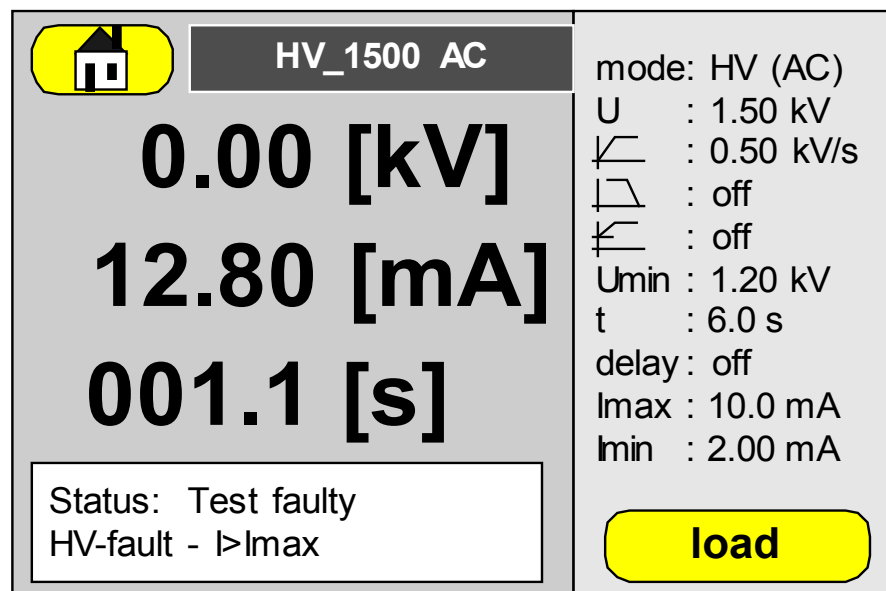 HV_1500 AC
0.00 [kV]
12.80 [mA]
001.1 [s]
Status: Test faulty
HV-fault - I>Imax
mode: HV (AC)
U : 1.50 kV
: 0.50 kV/s
: off
: off
Umin : 1.20 kV
t : 6.0 s
delay : off
Imax : 10.0 mA
Imin : 2.00 mA
load